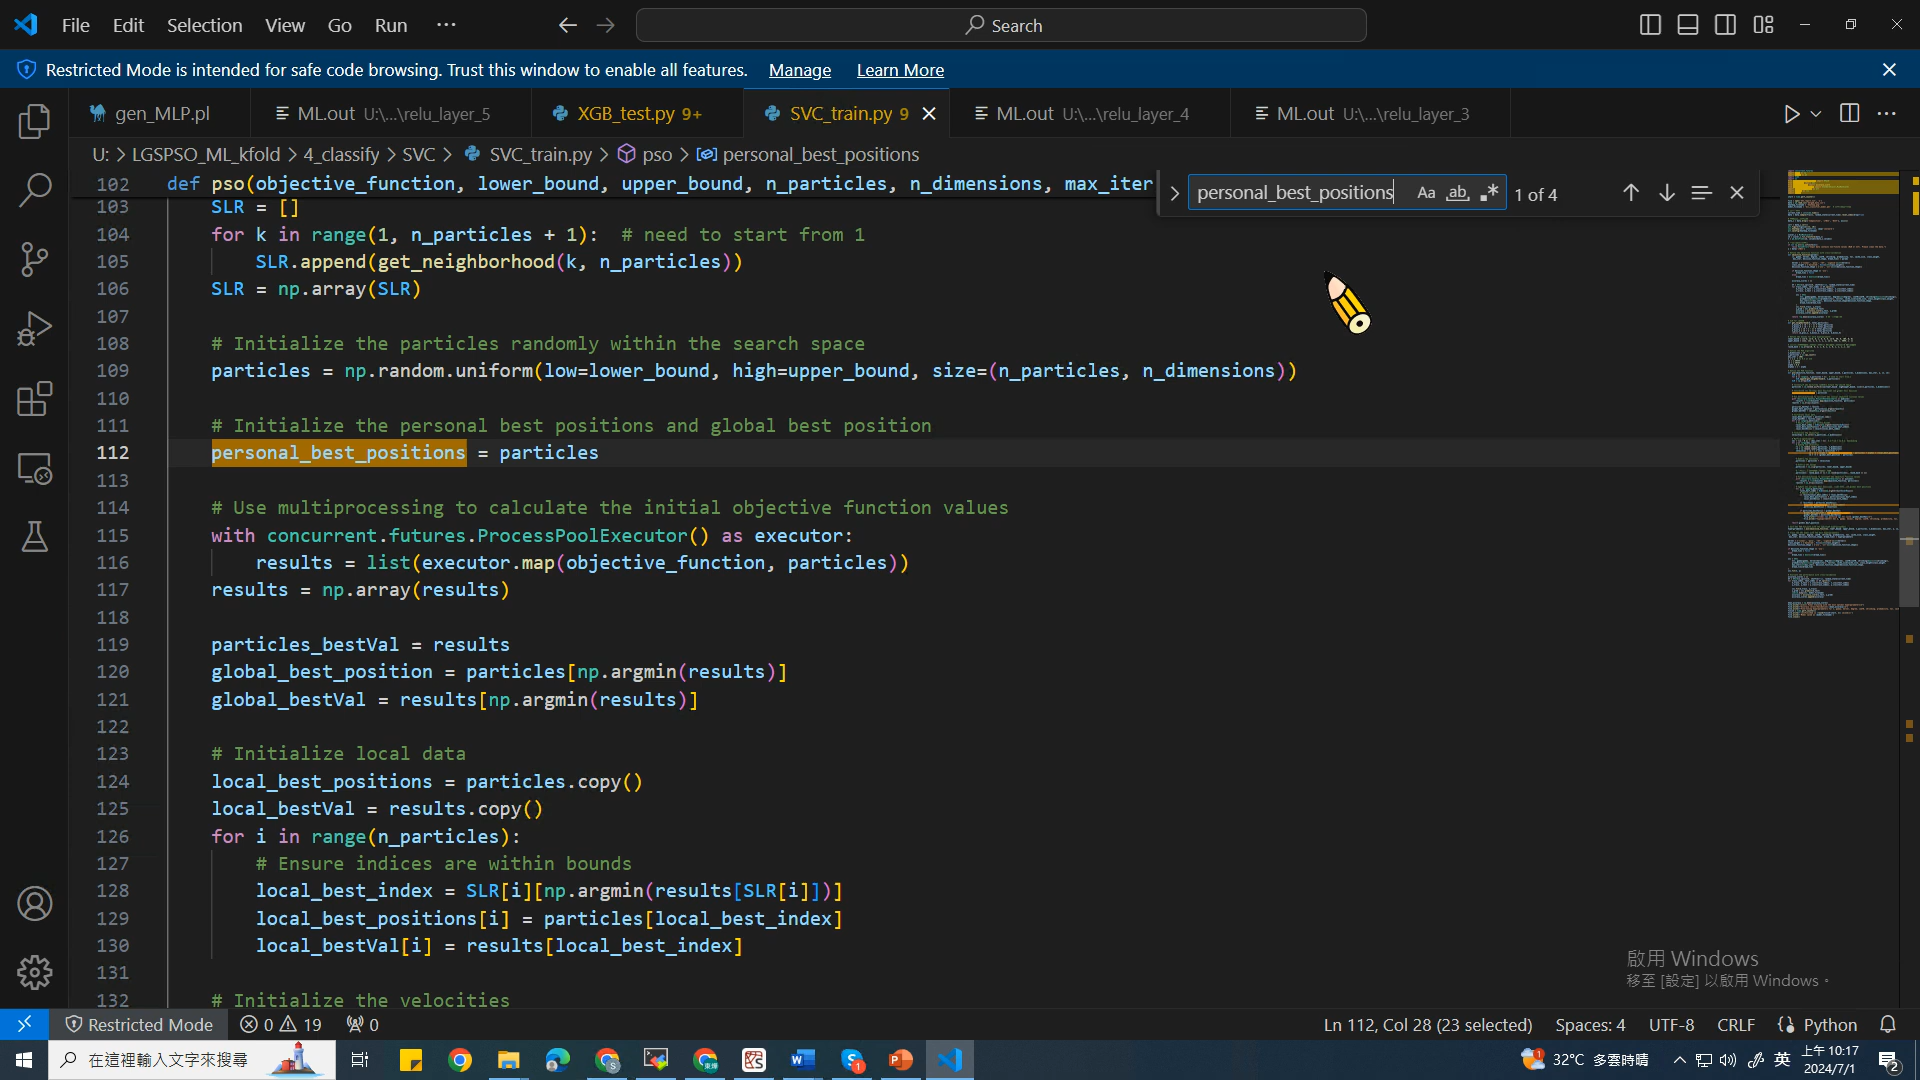 File Edit Selection View Go Run ··· Search
Restricted Mode is intended for safe code browsing. Trust this window to enable all features. Manage Learn More
gen_MLP.pl ML.out U:\...\relu_layer_5 XGB_test.py 9+ SVC_train.py 9 ML.out U:\...\relu_layer_4 ML.out U:\...\relu_layer_3
U: > LGSPSO_ML_kfold > 4_classify > SVC > SVC_train.py > pso > personal_best_positions
102 def pso(objective_function, lower_bound, upper_bound, n_particles, n_dimensions, max_iter
personal_best_positions Aa ab .* 1 of 4
103 SLR = []
104 for k in range(1, n_particles + 1):  # need to start from 1
105 SLR.append(get_neighborhood(k, n_particles))
106 SLR = np.array(SLR)
107
108 # Initialize the particles randomly within the search space
109 particles = np.random.uniform(low=lower_bound, high=upper_bound, size=(n_particles, n_dimensions))
110
111 # Initialize the personal best positions and global best position
112 personal_best_positions = particles
113
114 # Use multiprocessing to calculate the initial objective function values
115 with concurrent.futures.ProcessPoolExecutor() as executor:
116 results = list(executor.map(objective_function, particles))
117 results = np.array(results)
118
119 particles_bestVal = results
120 global_best_position = particles[np.argmin(results)]
121 global_bestVal = results[np.argmin(results)]
122
123 # Initialize local data
124 local_best_positions = particles.copy()
125 local_bestVal = results.copy()
126 for i in range(n_particles):
127 # Ensure indices are within bounds
128 local_best_index = SLR[i][np.argmin(results[SLR[i]])]
129 local_best_positions[i] = particles[local_best_index]
130 local_bestVal[i] = results[local_best_index]
131
132 # Initialize the velocities
啟用 Windows
移至 [設定] 以啟用 Windows。
Restricted Mode 0 19 0 Ln 112, Col 28 (23 selected) Spaces: 4 UTF-8 CRLF Python
在這裡輸入文字來搜尋 32°C 多雲時晴 英 上午 10:17
2024/7/1 2